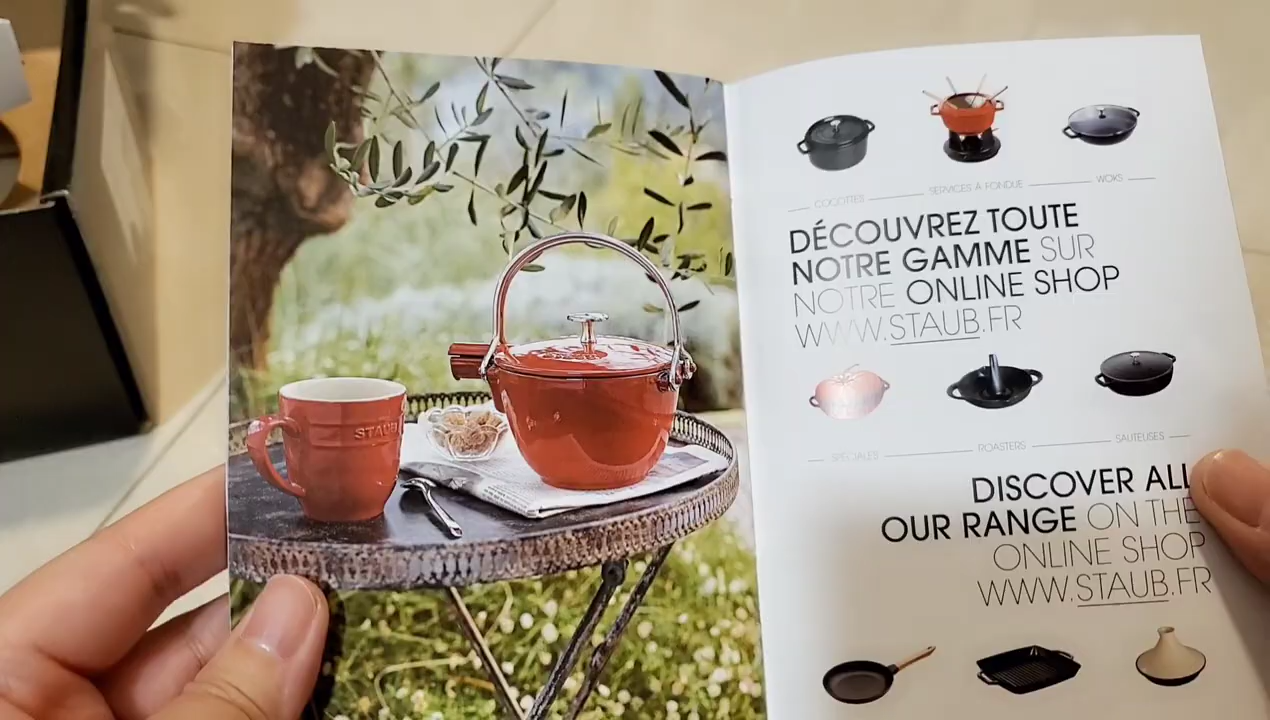 STAUB
COCOTTES
SERVICES À FONDUE
WOKS
DÉCOUVREZ TOUTE
NOTRE GAMME SUR
NOTRE ONLINE SHOP
WWW.STAUB.FR
SPÉCIALES
ROASTERS
SAUTEUSES
DISCOVER ALL
OUR RANGE ON THE
ONLINE SHOP
WWW.STAUB.FR